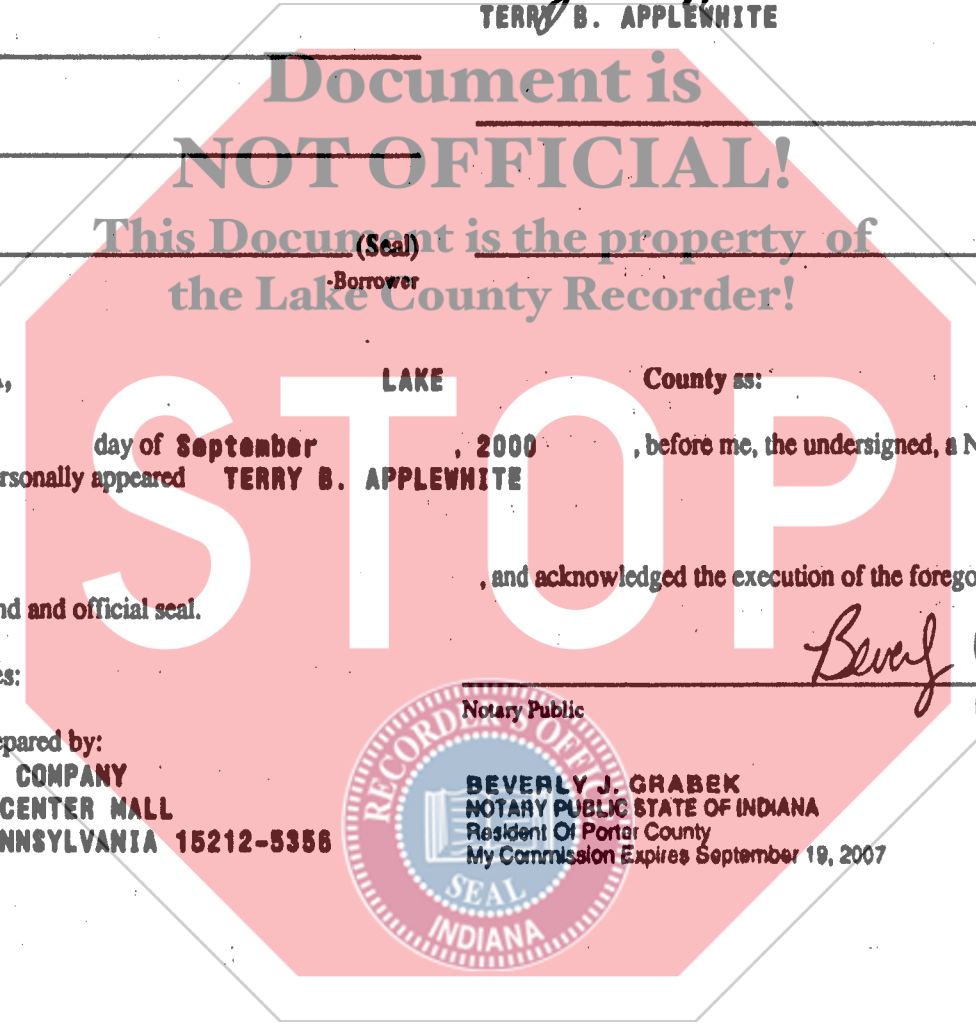 TERRY B. APPLEWHITE
Document is
NOT OFFICIAL!
This Document is the property of
(Seal)
-Borrower
the Lake County Recorder!
LAKE County ss:
STOP
day of September , 2000 , before me, the undersigned, a N
rsonally appeared TERRY B. APPLEWHITE
, and acknowledged the execution of the forego
nd and official seal.
Beverly
es:
Notary Public
epared by:
COMPANY
CENTER MALL
NNSYLVANIA 15212-5356
BEVERLY J. GRABEK
NOTARY PUBLIC STATE OF INDIANA
Resident Of Porter County
My Commission Expires September 19, 2007
RECORDER'S OFFICE
SEAL
INDIANA